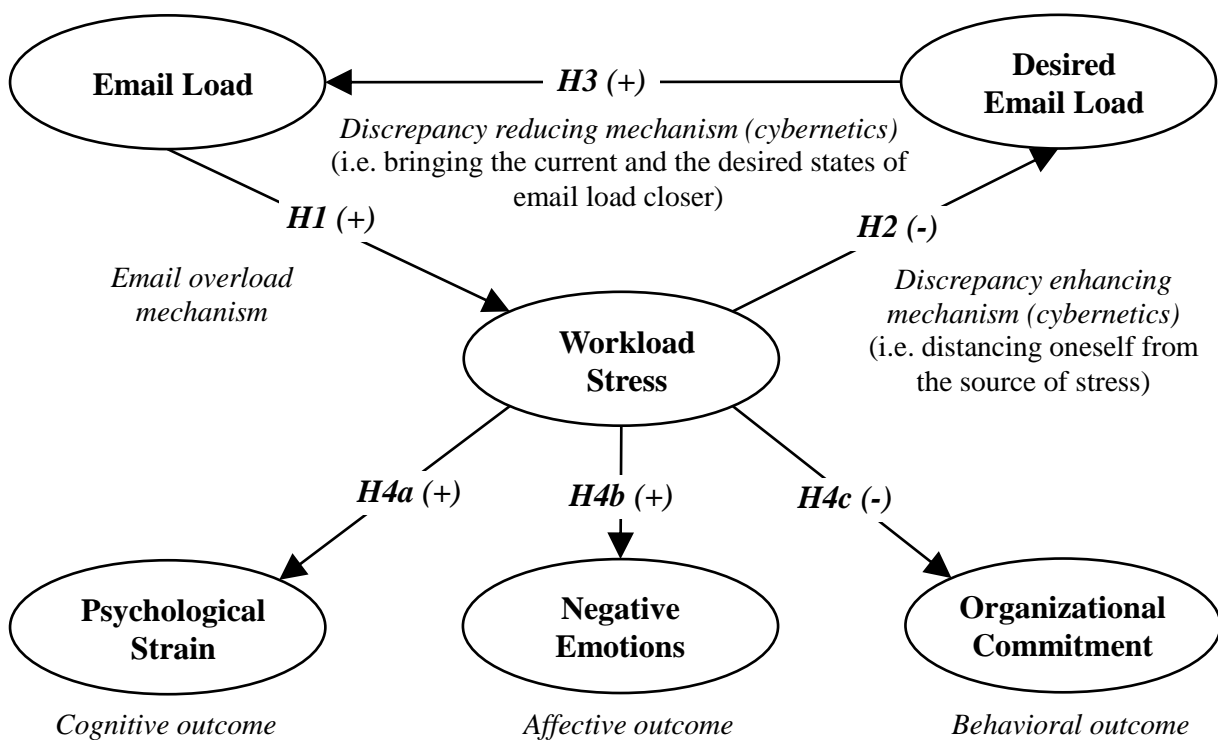 Email Load
H3 (+)
Desired
Email Load
Discrepancy reducing mechanism (cybernetics)
(i.e. bringing the current and the desired states of
email load closer)
H1 (+)
H2 (-)
Email overload
mechanism
Discrepancy enhancing
mechanism (cybernetics)
(i.e. distancing oneself from
the source of stress)
Workload
Stress
H4a (+)
H4b (+)
H4c (-)
Psychological
Strain
Negative
Emotions
Organizational
Commitment
Cognitive outcome
Affective outcome
Behavioral outcome